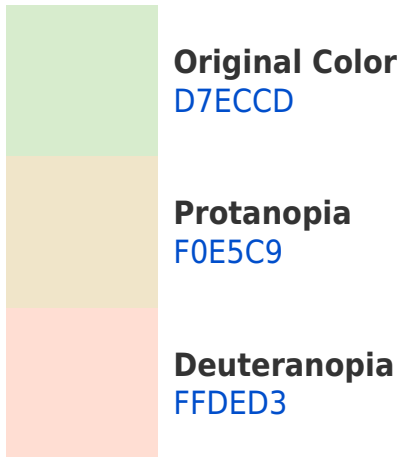 Original Color
D7ECCD
Protanopia
F0E5C9
Deuteranopia
FFDED3